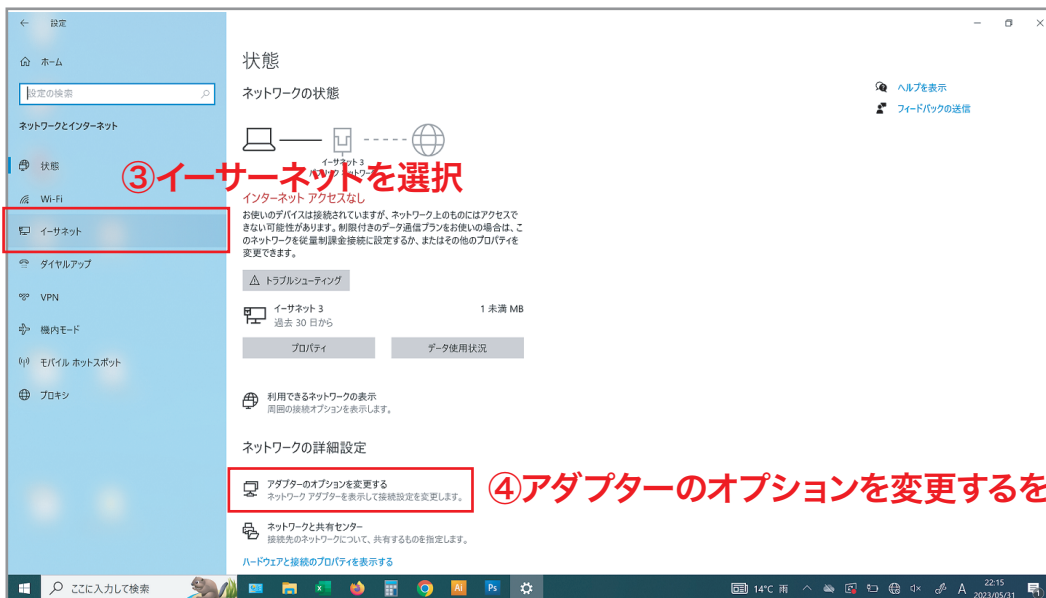 設定
ホーム
設定の検索
ネットワークとインターネット
状態
Wi-Fi
イーサネット
ダイヤルアップ
VPN
機内モード
モバイル ホットスポット
プロキシ
③イーサーネットを選択
状態
ネットワークの状態
イーサネット 3
インターネット アクセスなし
お使いのデバイスは接続されていますが、ネットワーク上のものにはアクセスで
きない可能性があります。制限付きのデータ通信プランをお使いの場合は、こ
のネットワークを従量制課金接続に設定するか、またはその他のプロパティを
変更できます。
トラブルシューティング
イーサネット 3
1 未満 MB
過去 30 日から
プロパティ
データ使用状況
利用できるネットワークの表示
周囲の接続オプションを表示します。
ネットワークの詳細設定
アダプターのオプションを変更する
ネットワーク アダプターを表示して接続設定を変更します。
④アダプターのオプションを変更するを
ネットワークと共有センター
接続先のネットワークについて、共有するものを指定します。
ハードウェアと接続のプロパティを表示する
ヘルプを表示
フィードバックの送信
ここに入力して検索
Ai
Ps
14°C 雨
A
22:15
2023/05/31